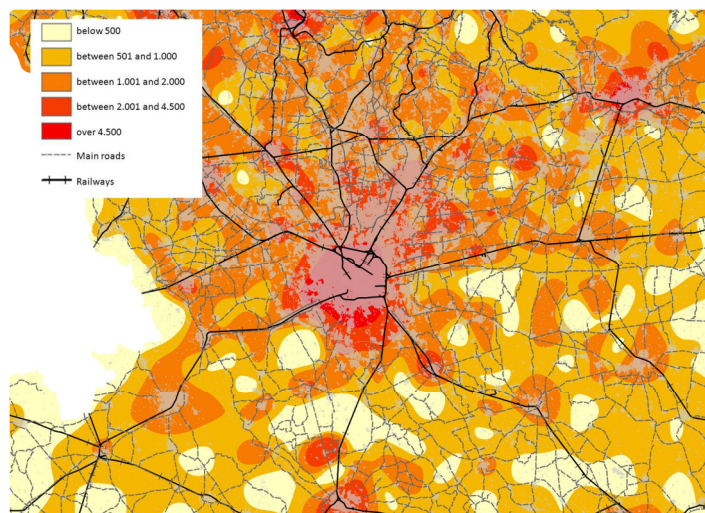 below 500
between 501 and 1.000
between 1.001 and 2.000
between 2.001 and 4.500
over 4.500
Main roads
Railways